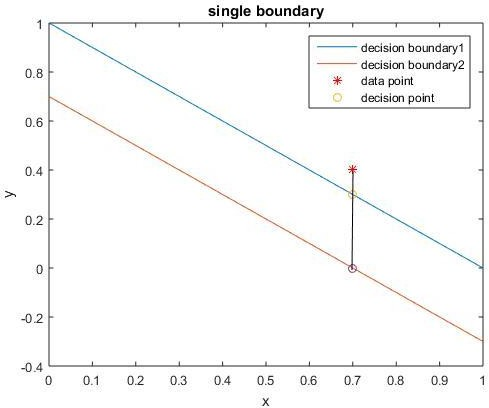 single boundary
decision boundary1
decision boundary2
data point
decision point
1
0.8
0.6
0.4
0.2
0
-0.2
-0.4
y
0 0.1 0.2 0.3 0.4 0.5 0.6 0.7 0.8 0.9 1
x